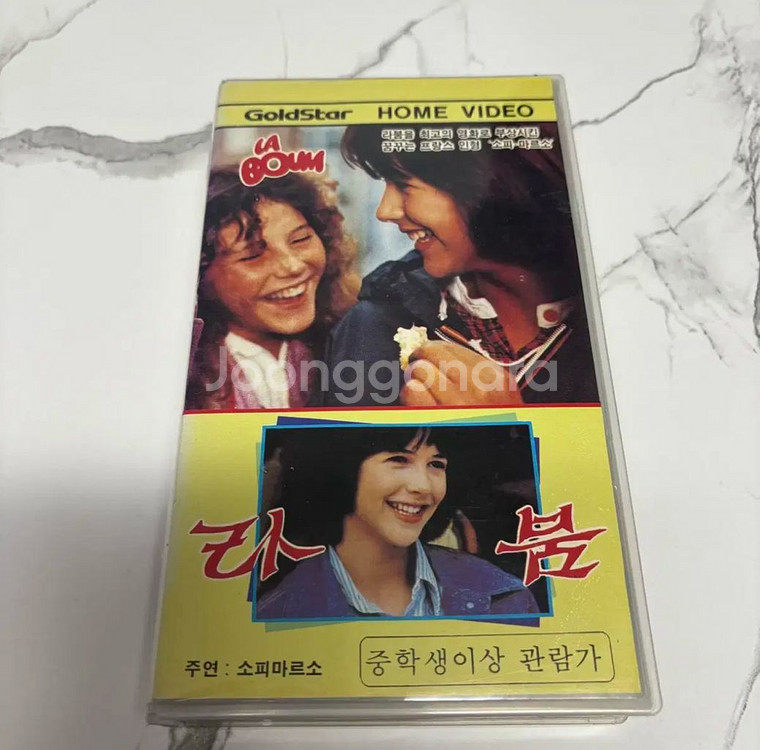 GoldStar HOME VIDEO
LA
BOUM
라붐을 최고의 영화로 부상시킨
꿈꾸는 프랑스 인형 '소피·마르소'
Joonggonara
라 붐
주연 : 소피마르소
중학생이상 관람가